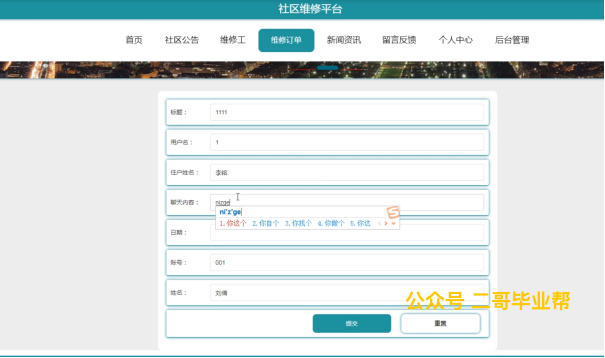 社区维修平台
首页 社区公告 维修工 维修订单 新闻资讯 留言反馈 个人中心 后台管理
标题： 1111
用户名： 1
住户姓名： 李铭
聊天内容： nizge
ni'z'ge
1.你这个 2.你自个 3.你找个 4.你做个 5.你这
日期：
账号： 001
姓名： 刘倩
公众号 二哥毕业帮
提交 重置